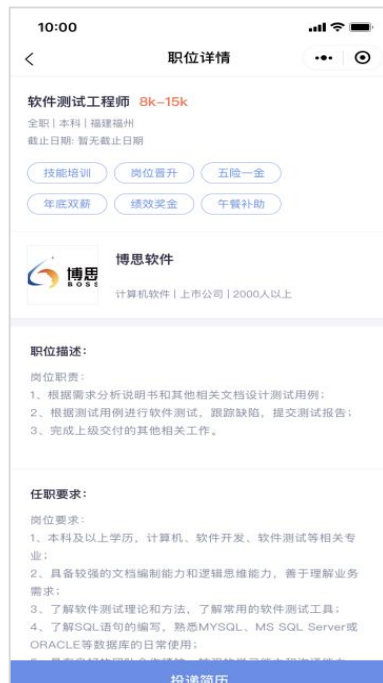 10:00
职位详情
软件测试工程师 8k–15k
全职 | 本科 | 福建福州
截止日期: 暂无截止日期
技能培训 岗位晋升 五险一金
年底双薪 绩效奖金 午餐补助
博思
BOSS
博思软件
计算机软件 | 上市公司 | 2000人以上
职位描述：
岗位职责：
1、根据需求分析说明书和其他相关文档设计测试用例；
2、根据测试用例进行软件测试，跟踪缺陷，提交测试报告；
3、完成上级交付的其他相关工作。
任职要求：
岗位要求：
1、本科及以上学历，计算机、软件开发、软件测试等相关专
业；
2、具备较强的文档编制能力和逻辑思维能力，善于理解业务
需求；
3、了解软件测试理论和方法，了解常用的软件测试工具；
4、了解SQL语句的编写，熟悉MYSQL、MS SQL Server或
ORACLE等数据库的日常使用；
投递简历